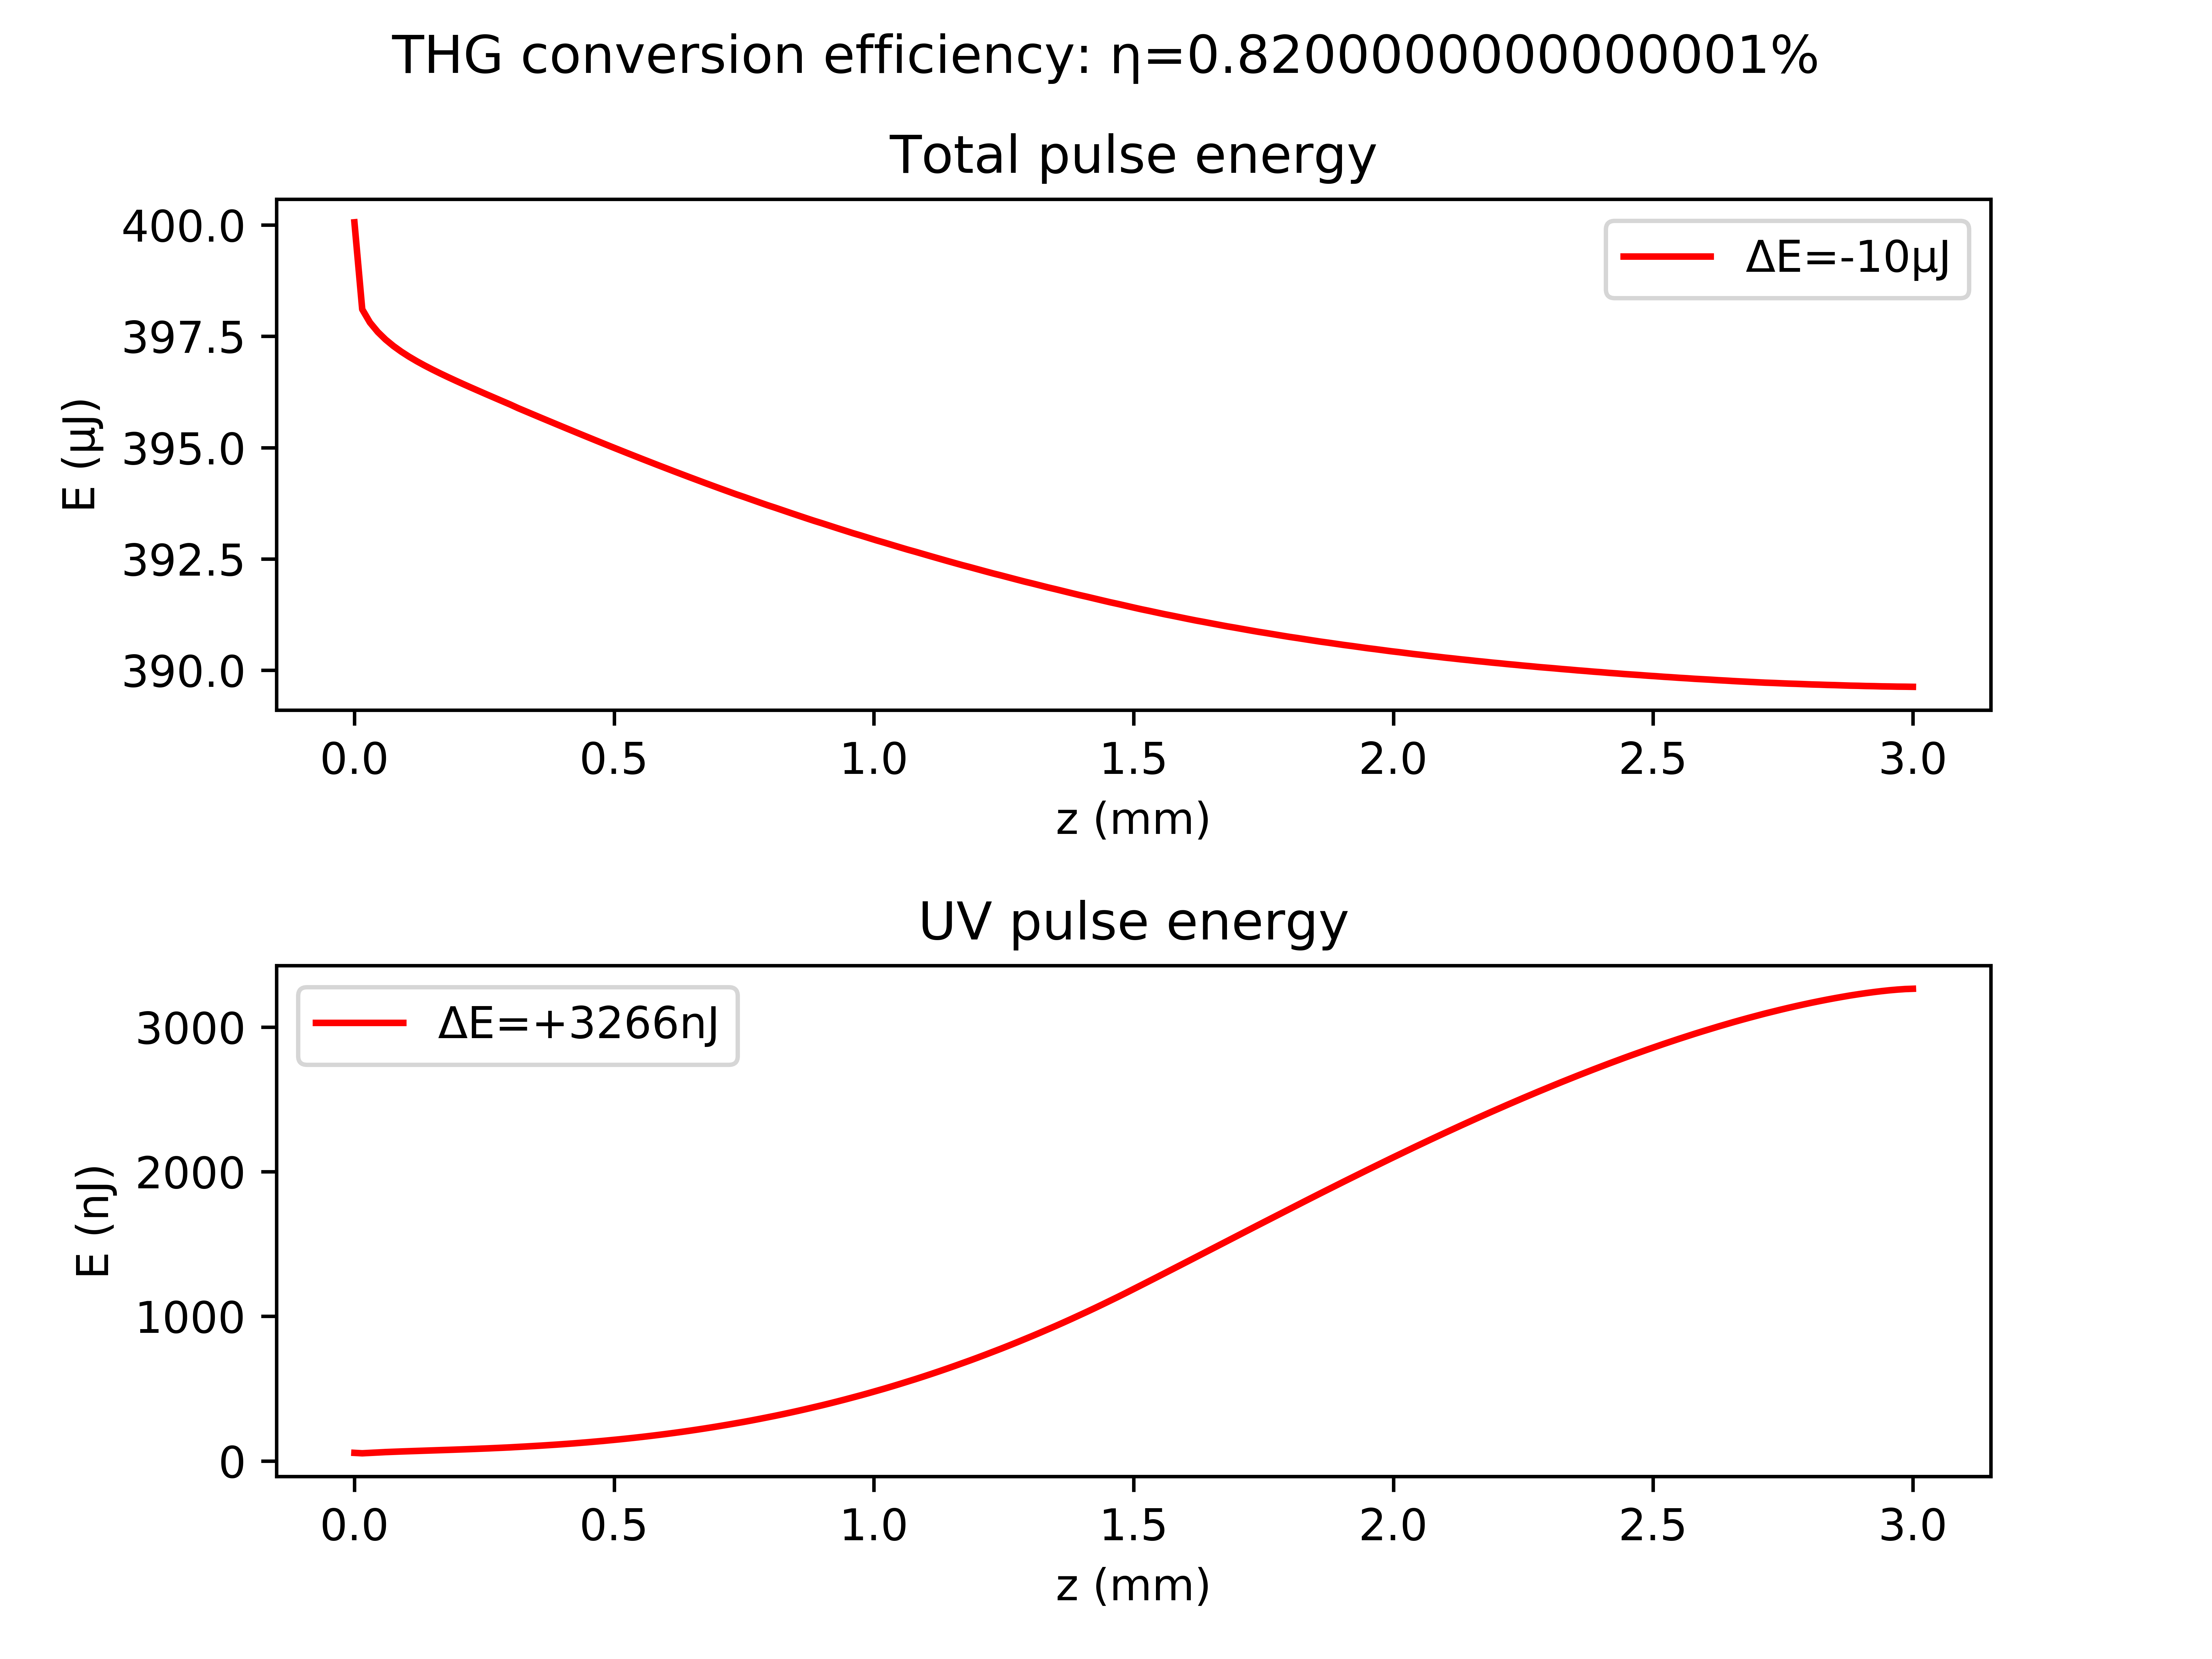 THG conversion efficiency: η=0.8200000000000001%
Total pulse energy
400.0
397.5
395.0
392.5
390.0
E (μJ)
ΔE=-10μJ
0.0 0.5 1.0 1.5 2.0 2.5 3.0
z (mm)
UV pulse energy
3000
2000
1000
0
E (nJ)
ΔE=+3266nJ
0.0 0.5 1.0 1.5 2.0 2.5 3.0
z (mm)